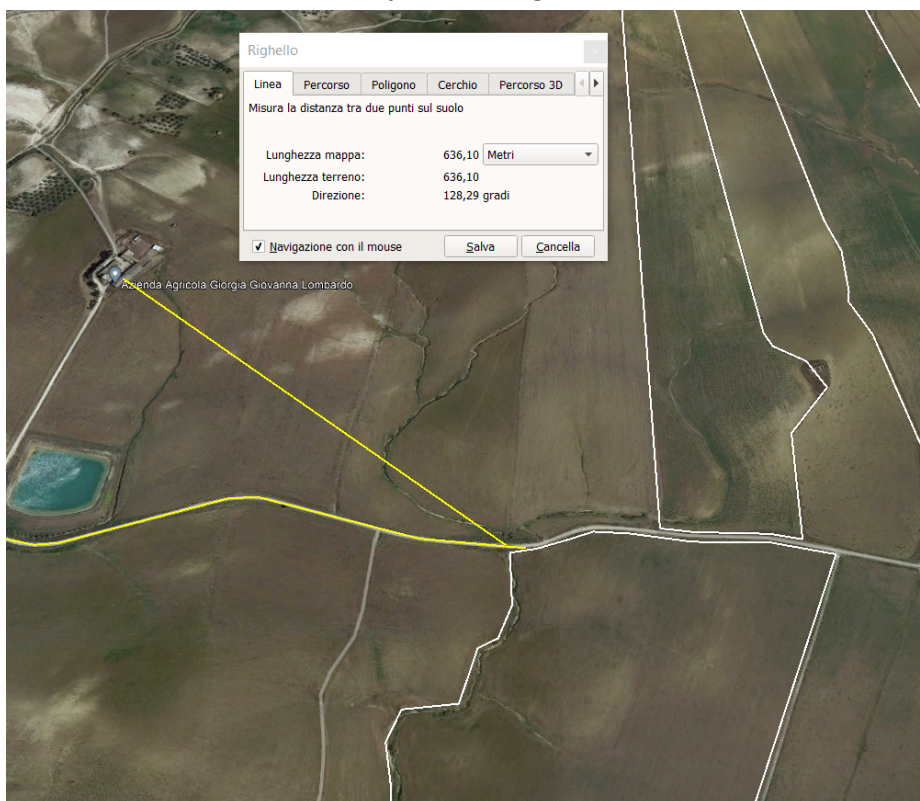 Righello
Linea Percorso Poligono Cerchio Percorso 3D
Misura la distanza tra due punti sul suolo
Lunghezza mappa: 636,10 Metri
Lunghezza terreno: 636,10
Direzione: 128,29 gradi
Navigazione con il mouse Salva Cancella
Azienda Agricola Giorgia Giovanna Lombardo